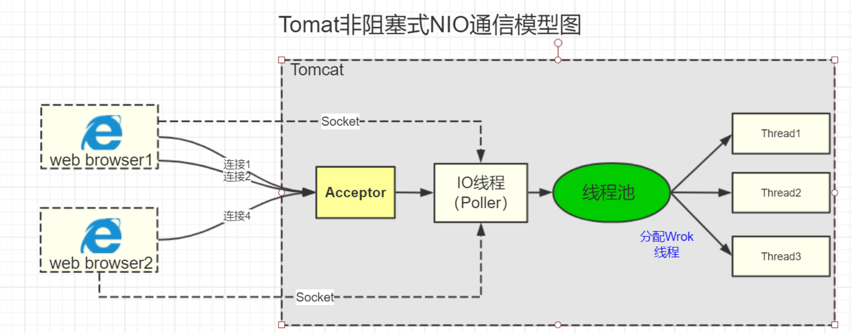 Tomat非阻塞式NIO通信模型图
Tomcat
Socket
web browser1
连接1
连接2
Acceptor
IO线程
（Poller）
线程池
Thread1
Thread2
Thread3
分配Wrok
线程
连接4
web browser2
Socket